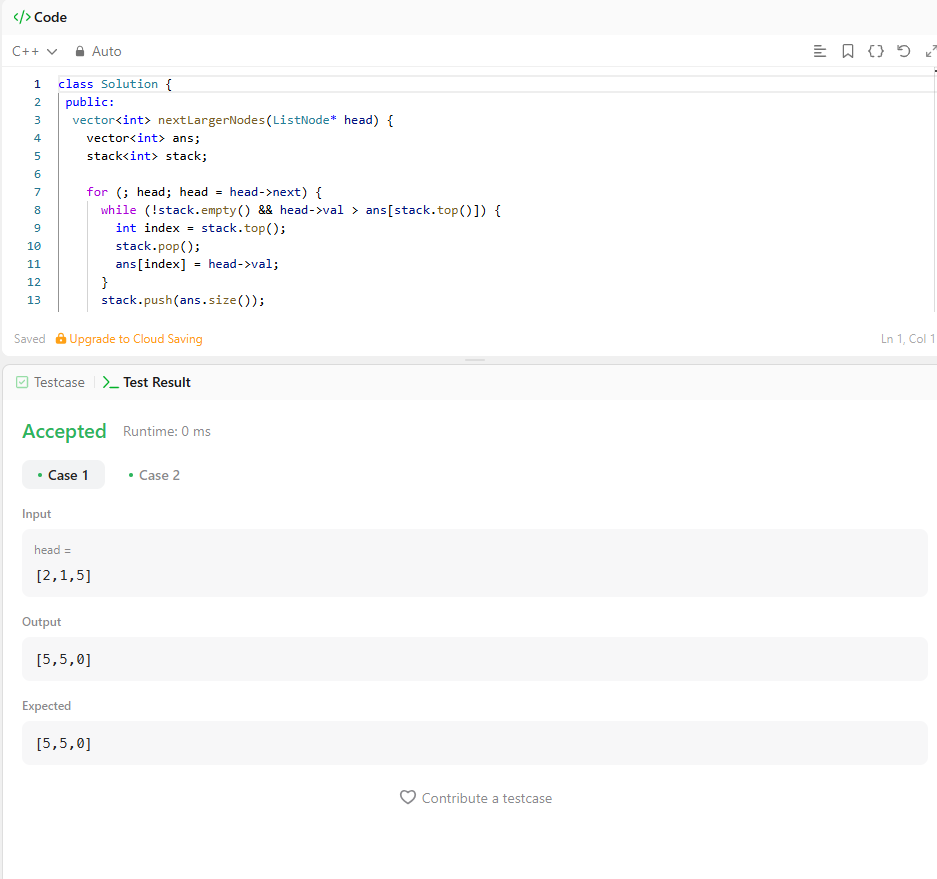 </> Code
C++ Auto
1 class Solution {
2 public:
3 vector<int> nextLargerNodes(ListNode* head) {
4 vector<int> ans;
5 stack<int> stack;
6
7 for (; head; head = head->next) {
8 while (!stack.empty() && head->val > ans[stack.top()]) {
9 int index = stack.top();
10 stack.pop();
11 ans[index] = head->val;
12 }
13 stack.push(ans.size());
Saved Upgrade to Cloud Saving Ln 1, Col 1
Testcase >_ Test Result
Accepted Runtime: 0 ms
• Case 1 • Case 2
Input
head =
[2,1,5]
Output
[5,5,0]
Expected
[5,5,0]
Contribute a testcase